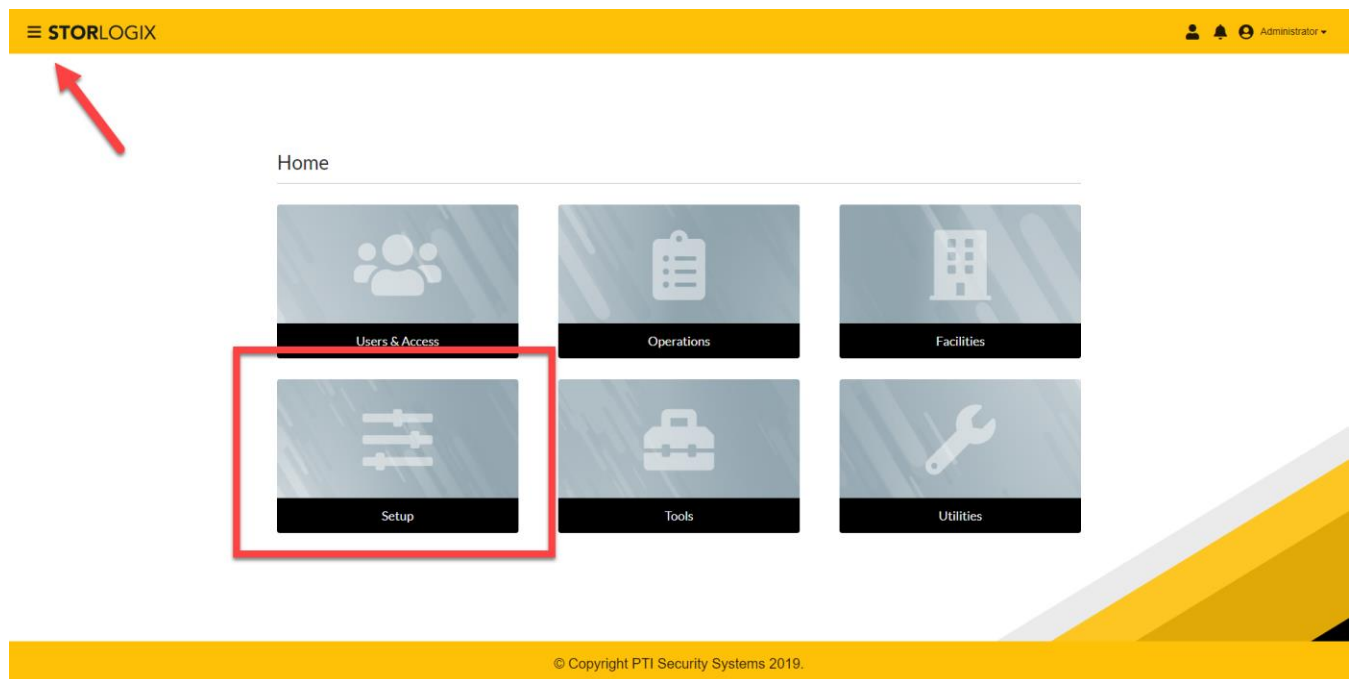 STORLOGIX
Administrator
Home
Users & Access
Operations
Facilities
Setup
Tools
Utilities
© Copyright PTI Security Systems 2019.